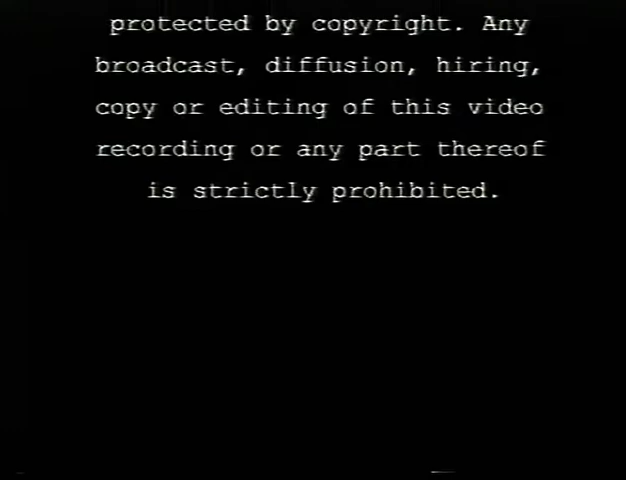 protected by copyright. Any
broadcast, diffusion, hiring,
copy or editing of this video
recording or any part thereof
is strictly prohibited.